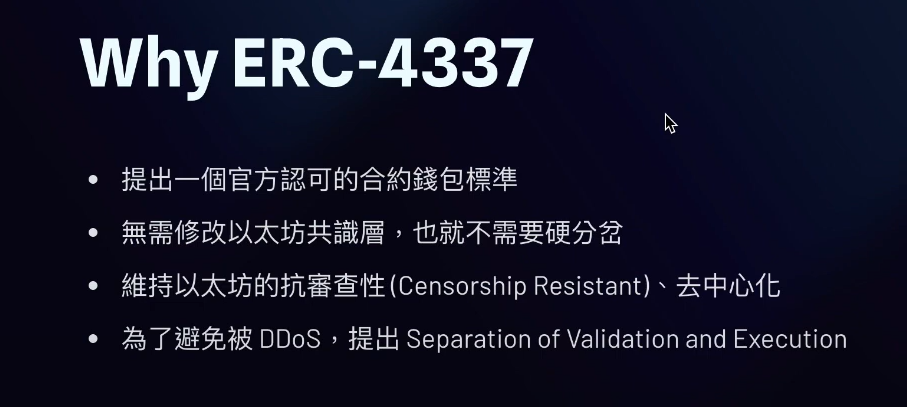 Why ERC-4337
• 提出一個官方認可的合約錢包標準
• 無需修改以太坊共識層，也就不需要硬分岔
• 維持以太坊的抗審查性 (Censorship Resistant)、去中心化
• 為了避免被 DDoS，提出 Separation of Validation and Execution